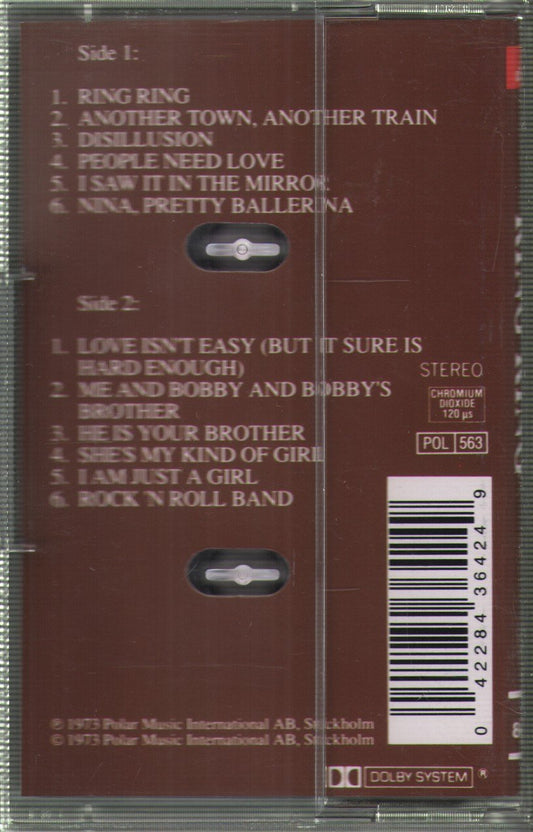 Side 1:
1. RING RING
2. ANOTHER TOWN, ANOTHER TRAIN
3. DISILLUSION
4. PEOPLE NEED LOVE
5. I SAW IT IN THE MIRROR
6. NINA, PRETTY BALLERINA
Side 2:
1. LOVE ISN'T EASY (BUT IT SURE IS
HARD ENOUGH)
2. ME AND BOBBY AND BOBBY'S
BROTHER
3. HE IS YOUR BROTHER
4. SHE'S MY KIND OF GIRL
5. I AM JUST A GIRL
6. ROCK 'N ROLL BAND
STEREO
CHROMIUM
DIOXIDE
120 µs
POL 563
0 42284 36424 9
℗ 1973 Polar Music International AB, Stockholm
© 1973 Polar Music International AB, Stockholm
DOLBY SYSTEM ®